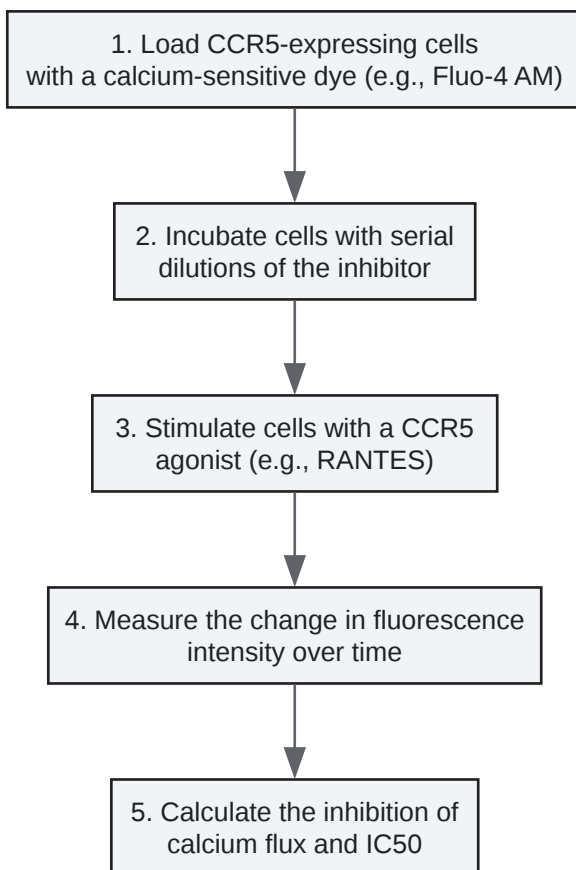 1. Load CCR5-expressing cells
with a calcium-sensitive dye (e.g., Fluo-4 AM)
2. Incubate cells with serial
dilutions of the inhibitor
3. Stimulate cells with a CCR5
agonist (e.g., RANTES)
4. Measure the change in fluorescence
intensity over time
5. Calculate the inhibition of
calcium flux and IC50